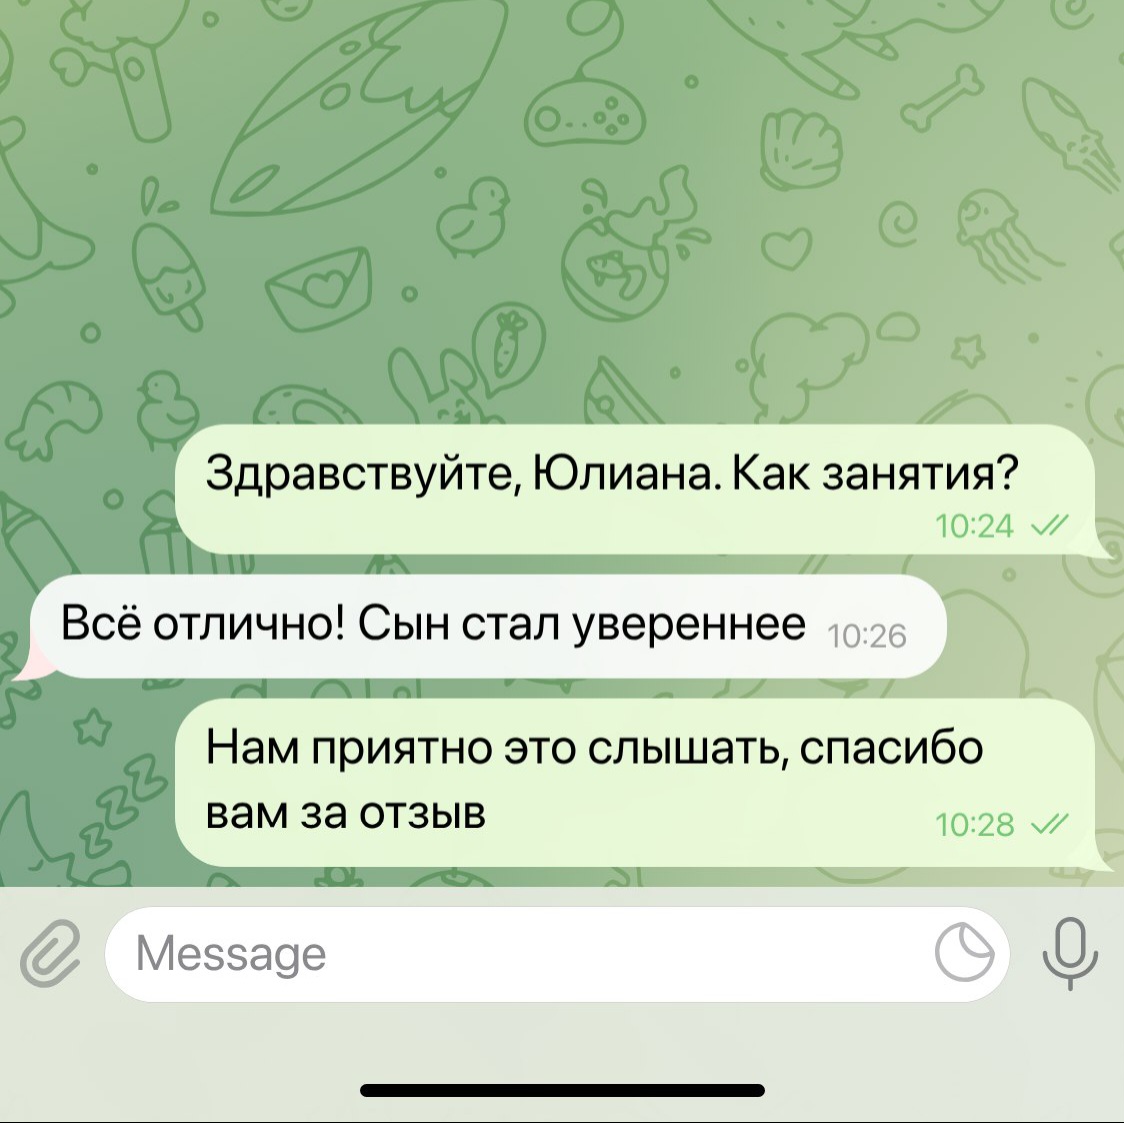 Здравствуйте, Юлиана. Как занятия?
10:24
Всё отлично! Сын стал увереннее 10:26
Нам приятно это слышать, спасибо
вам за отзыв 10:28
Message